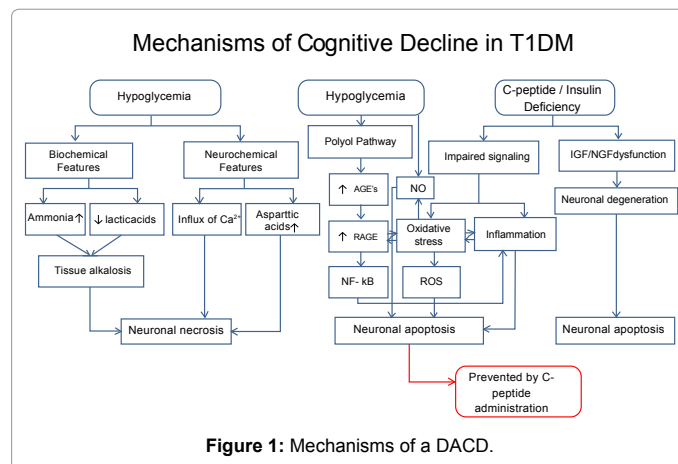 Mechanisms of Cognitive Decline in T1DM
Hypoglycemia
Hypoglycemia
C-peptide / Insulin
Deficiency
Polyol Pathway
Biochemical
Features
Neurochemical
Features
Impaired signaling
IGF/NGFdysfunction
↑ AGE's
NO
Neuronal degeneration
Ammonia↑
↓ lacticacids
Influx of Ca²⁺
Asparttic
acids↑
↑ RAGE
Oxidative
stress
Inflammation
Tissue alkalosis
NF- kB
ROS
Neuronal necrosis
Neuronal apoptosis
Neuronal apoptosis
Prevented by C-
peptide
administration
Figure 1: Mechanisms of a DACD.